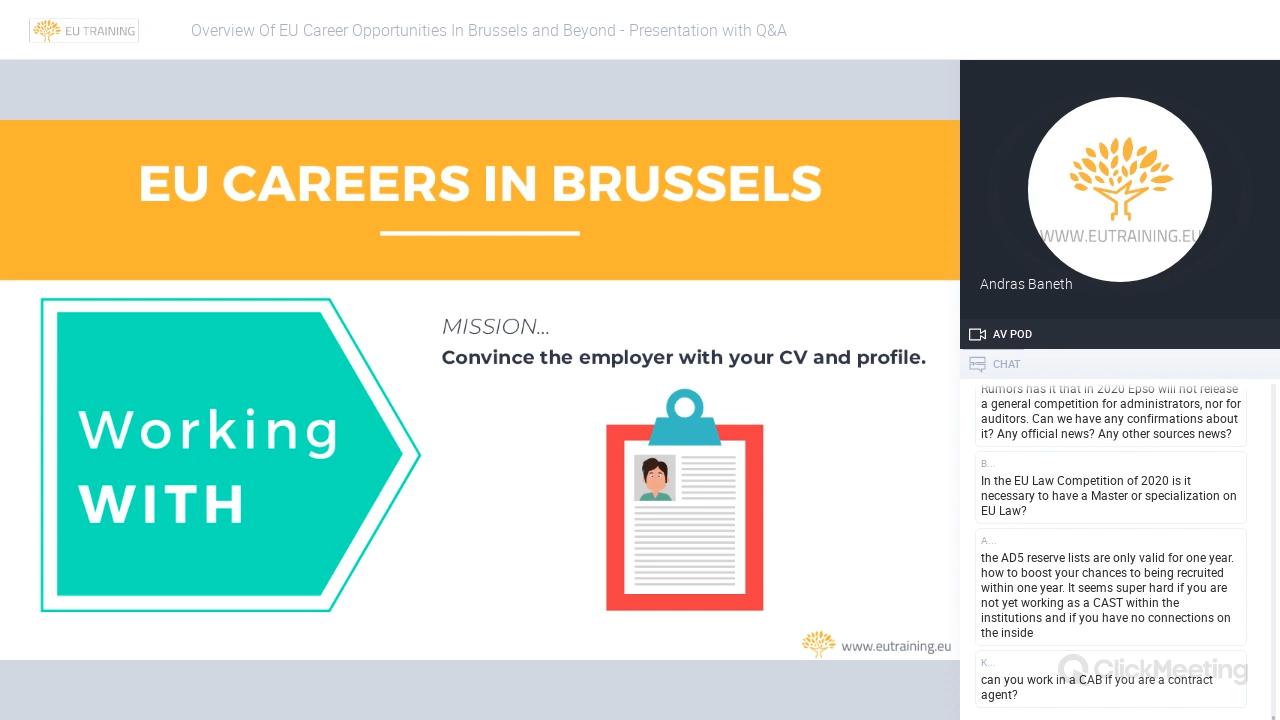 EU TRAINING
Overview Of EU Career Opportunities In Brussels and Beyond - Presentation with Q&A
EU CAREERS IN BRUSSELS
Working
WITH
MISSION...
Convince the employer with your CV and profile.
www.eutraining.eu
WWW.EUTRAINING.EU
Andras Baneth
AV POD
CHAT
Rumors has it that in 2020 Epso will not release
a general competition for administrators, nor for
auditors. Can we have any confirmations about
it? Any official news? Any other sources news?
B...
In the EU Law Competition of 2020 is it
necessary to have a Master or specialization on
EU Law?
A...
the AD5 reserve lists are only valid for one year.
how to boost your chances to being recruited
within one year. It seems super hard if you are
not yet working as a CAST within the
institutions and if you have no connections on
the inside
K...
can you work in a CAB if you are a contract
agent?
ClickMeeting